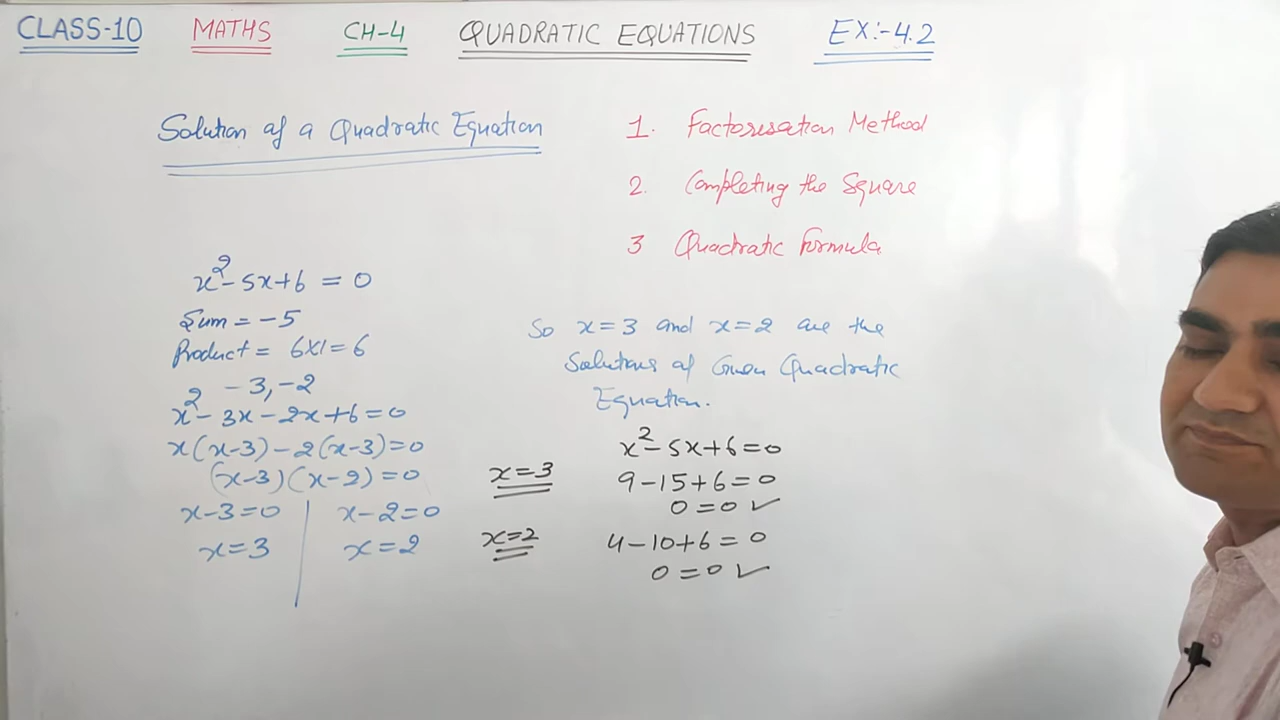 CLASS-10 MATHS CH-4 QUADRATIC EQUATIONS EX:-4.2
Solution of a Quadratic Equation
1. Factorisation Method
2. Completing the Square
3 Quadratic Formula
x²-5x+6 = 0
Sum = -5
Product = 6x1 = 6
-3, -2
x²-3x-2x+6=0
x(x-3)-2(x-3)=0
(x-3)(x-2)=0
x-3=0 | x-2=0
x=3 | x=2
So x=3 and x=2 are the
Solutions of Given Quadratic
Equation.
x²-5x+6=0
x=3 9-15+6=0
0=0 ✓
x=2 4-10+6=0
0=0 ✓